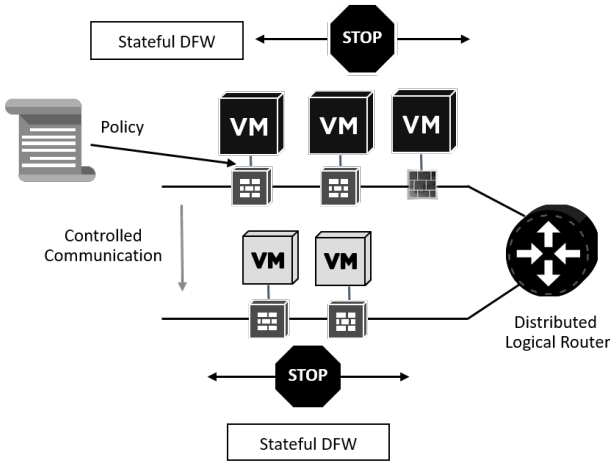 Stateful DFW
STOP
Policy
VM
VM
VM
Controlled
Communication
VM
VM
Distributed
Logical Router
STOP
Stateful DFW